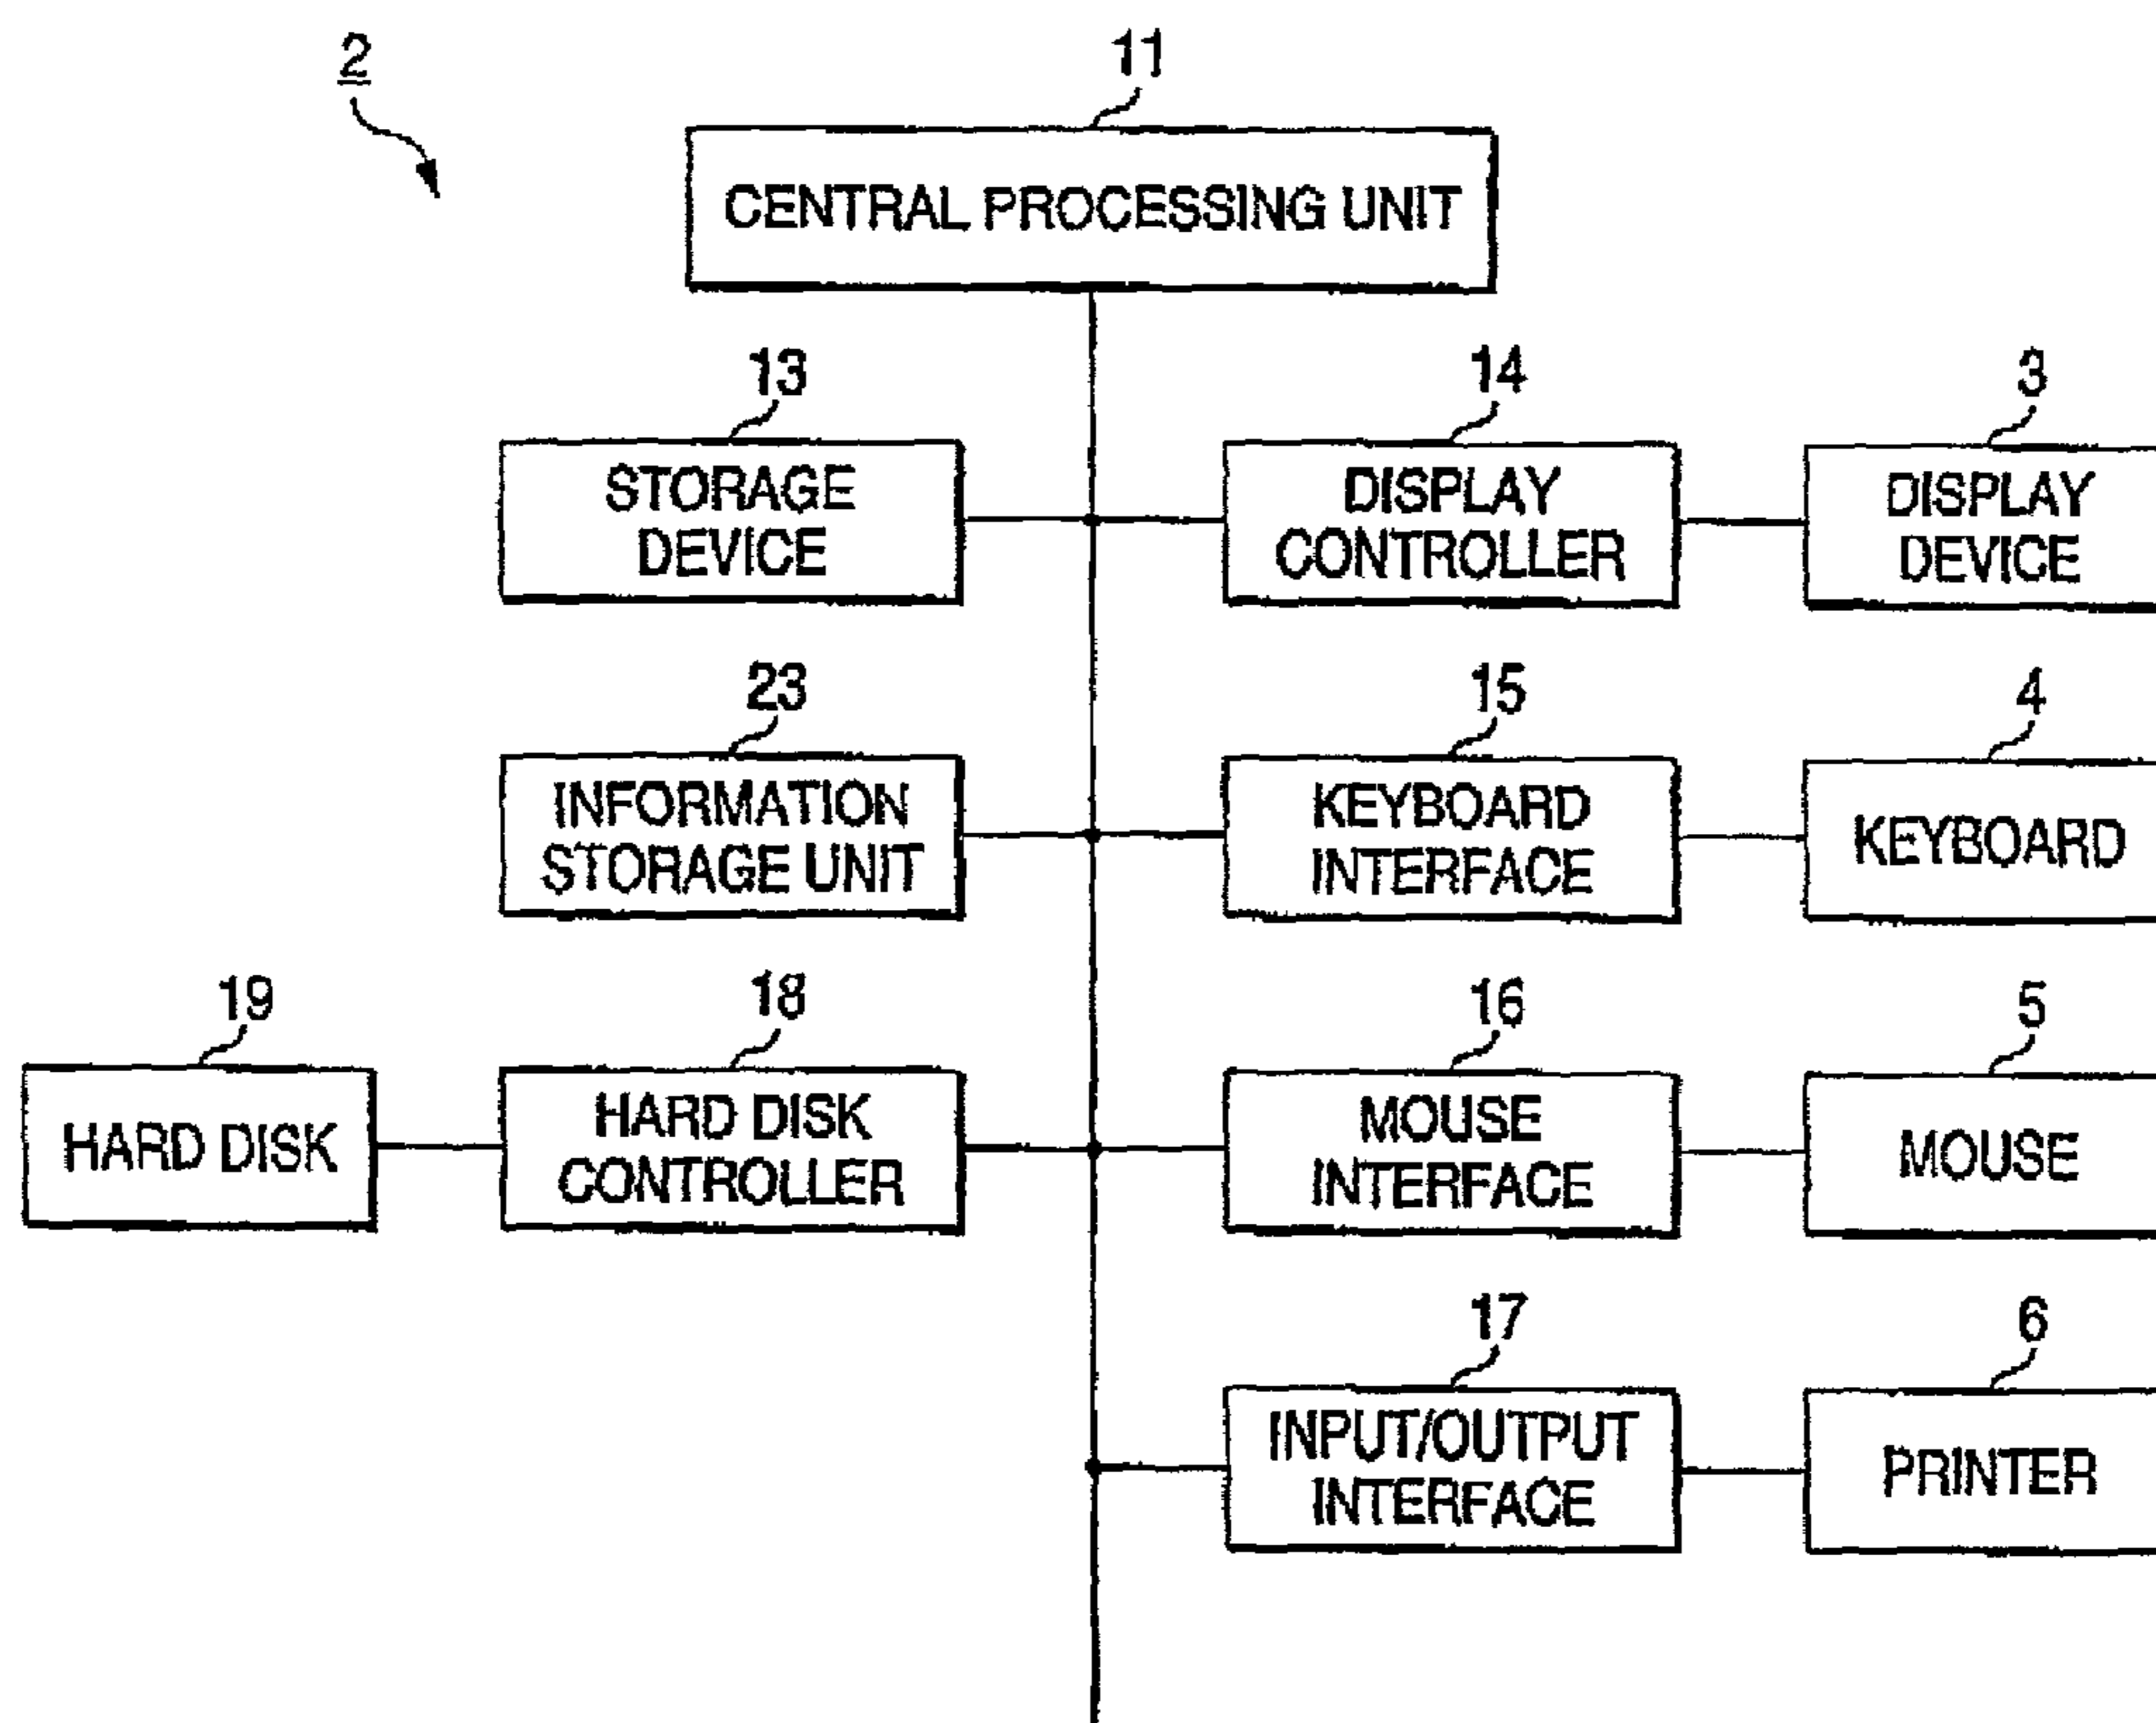 2
11
CENTRAL PROCESSING UNIT
13
14
3
STORAGE
DEVICE
DISPLAY
CONTROLLER
DISPLAY
DEVICE
23
15
4
INFORMATION
STORAGE UNIT
KEYBOARD
INTERFACE
KEYBOARD
19
18
16
5
HARD DISK
HARD DISK
CONTROLLER
MOUSE
INTERFACE
MOUSE
17
6
INPUT/OUTPUT
INTERFACE
PRINTER